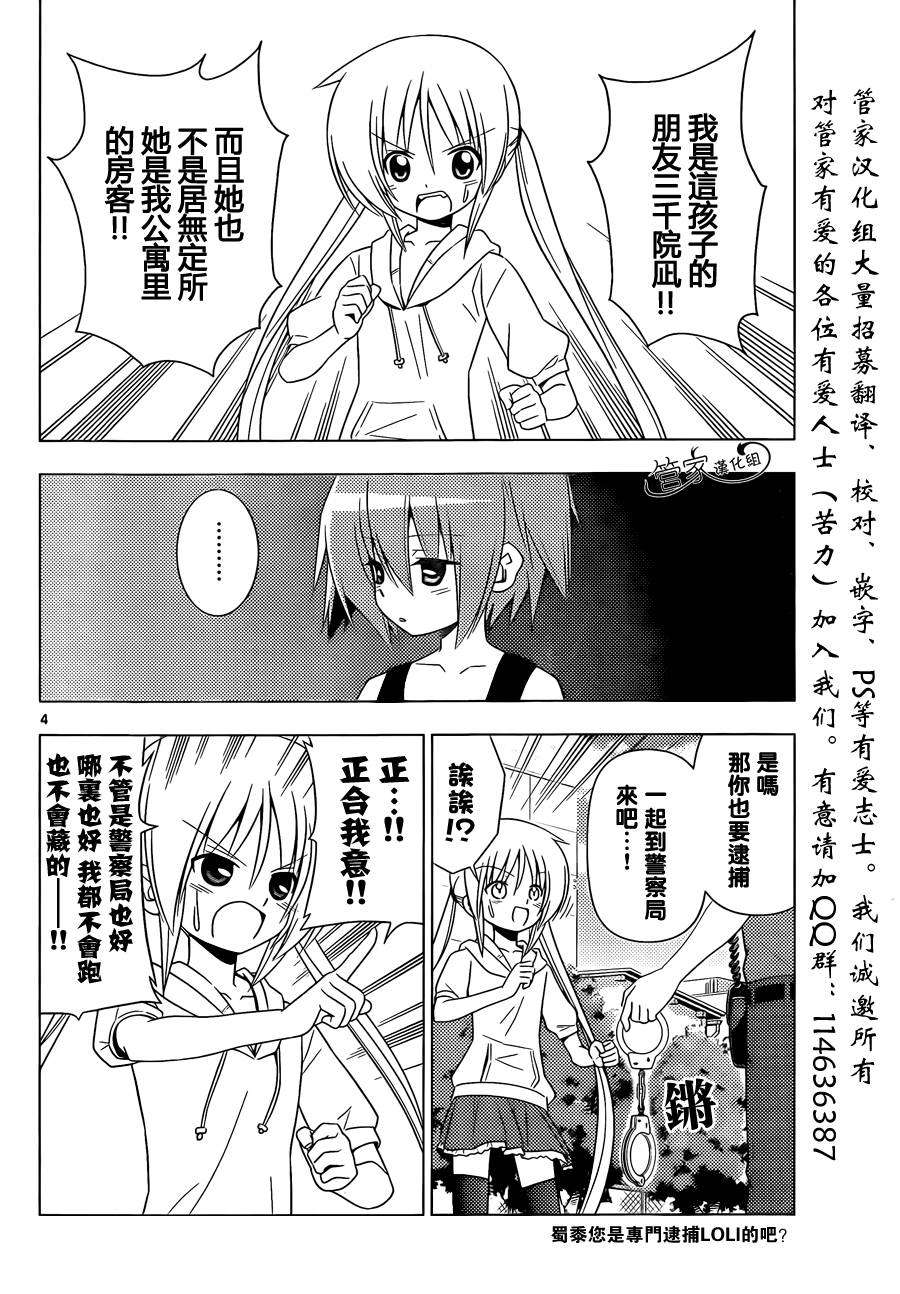 我是這孩子的
朋友三千院凪!!
而且她也
不是居無定所
她是我公寓里
的房客!!
管家漢化組
………
4
是嗎
那你也要逮捕
一起到警察局
來吧…!
誒誒!?
鏘
正…!!
正合我意!!
不管是警察局也好
哪裏也好 我都不會跑
也不會藏的——!!
蜀黍您是專門逮捕LOLI的吧?
管家汉化组大量招募翻译、校对、嵌字、PS等有爱志士。我们诚邀所有
对管家有爱的各位有爱人士（苦力）加入我们。有意请加QQ群：114636387